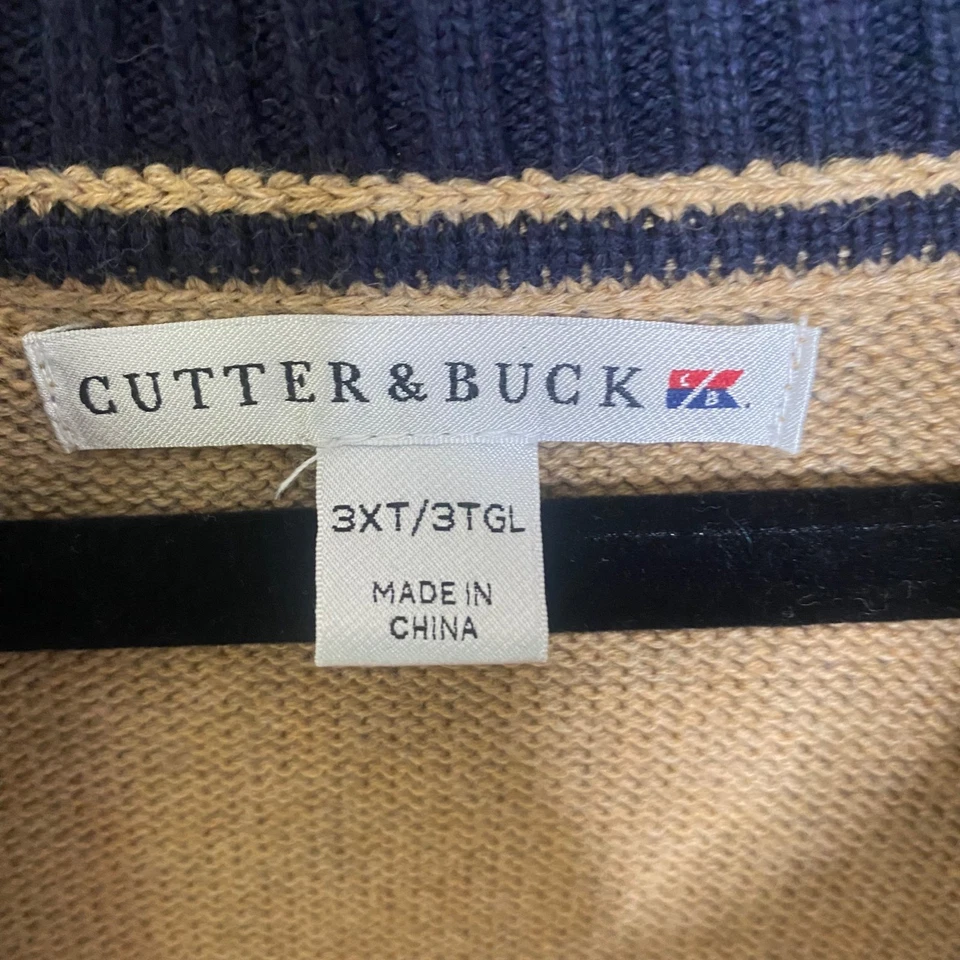 CUTTER & BUCK C/B.
3XT/3TGL
MADE IN
CHINA